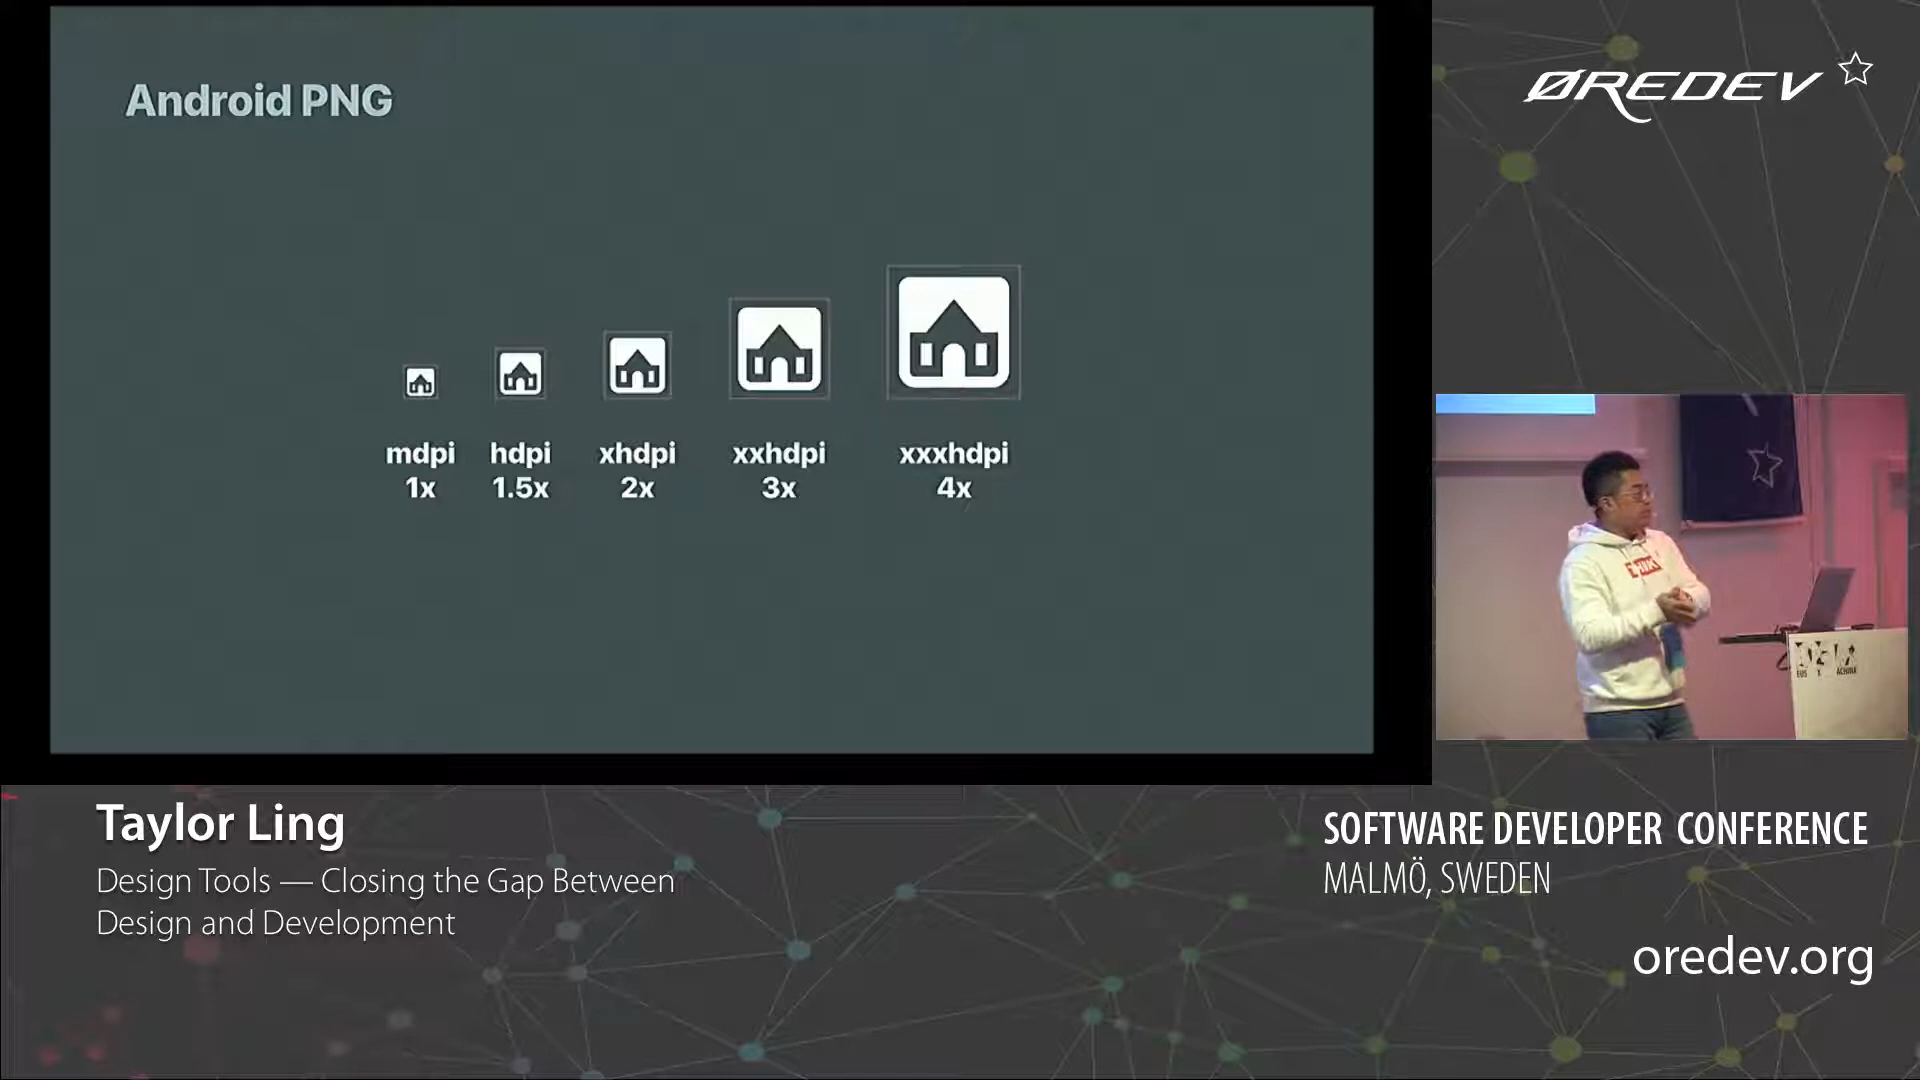 Android PNG
mdpi hdpi xhdpi xxhdpi xxxhdpi
1x 1.5x 2x 3x 4x
ØREDEV
Taylor Ling
Design Tools — Closing the Gap Between
Design and Development
SOFTWARE DEVELOPER CONFERENCE
MALMÖ, SWEDEN
oredev.org